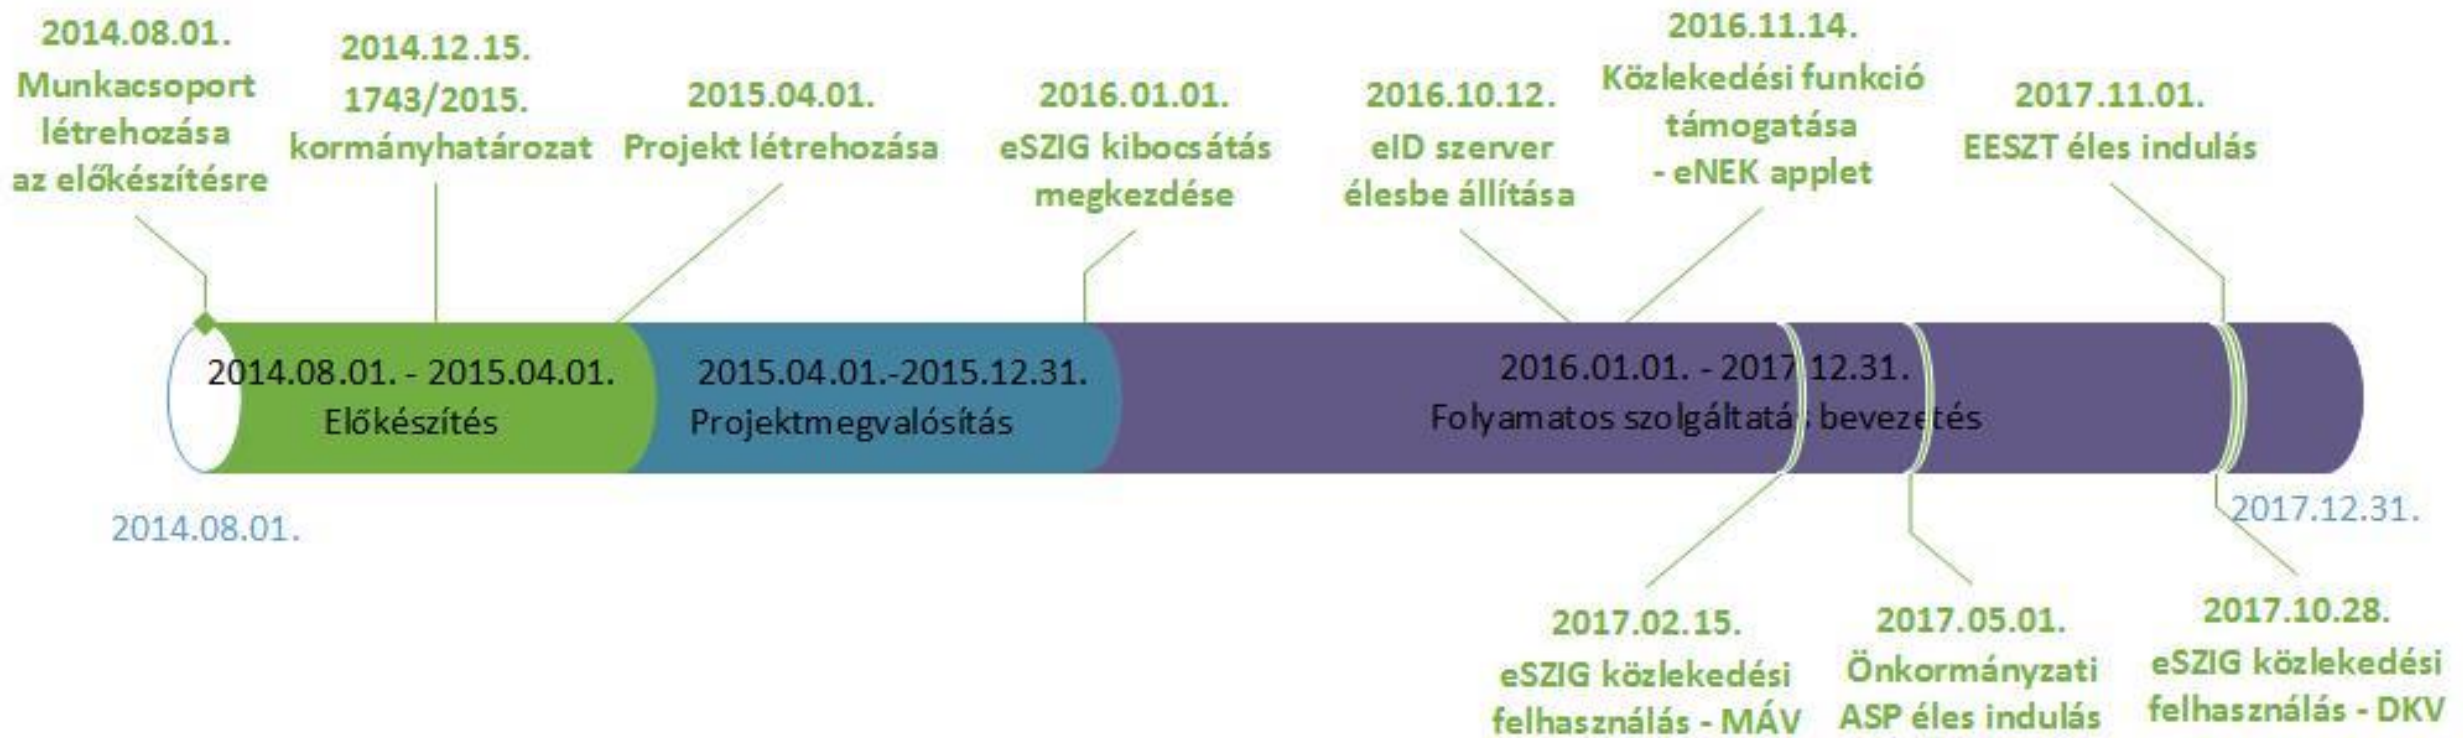 2014.08.01.
Munkacsoport
létrehozása
az előkészítésre
2014.12.15.
1743/2015.
kormányhatározat
2015.04.01.
Projekt létrehozása
2016.01.01.
eSZIG kibocsátás
megkezdése
2016.10.12.
eID szerver
élesbe állítása
2016.11.14.
Közlekedési funkció
támogatása
- eNEK applet
2017.11.01.
EESZT éles indulás
2014.08.01. - 2015.04.01.
Előkészítés
2015.04.01.-2015.12.31.
Projektmegvalósítás
2016.01.01. - 2017.12.31.
Folyamatos szolgáltatás bevezetés
2014.08.01.
2017.12.31.
2017.02.15.
eSZIG közlekedési
felhasználás - MÁV
2017.05.01.
Önkormányzati
ASP éles indulás
2017.10.28.
eSZIG közlekedési
felhasználás - DKV